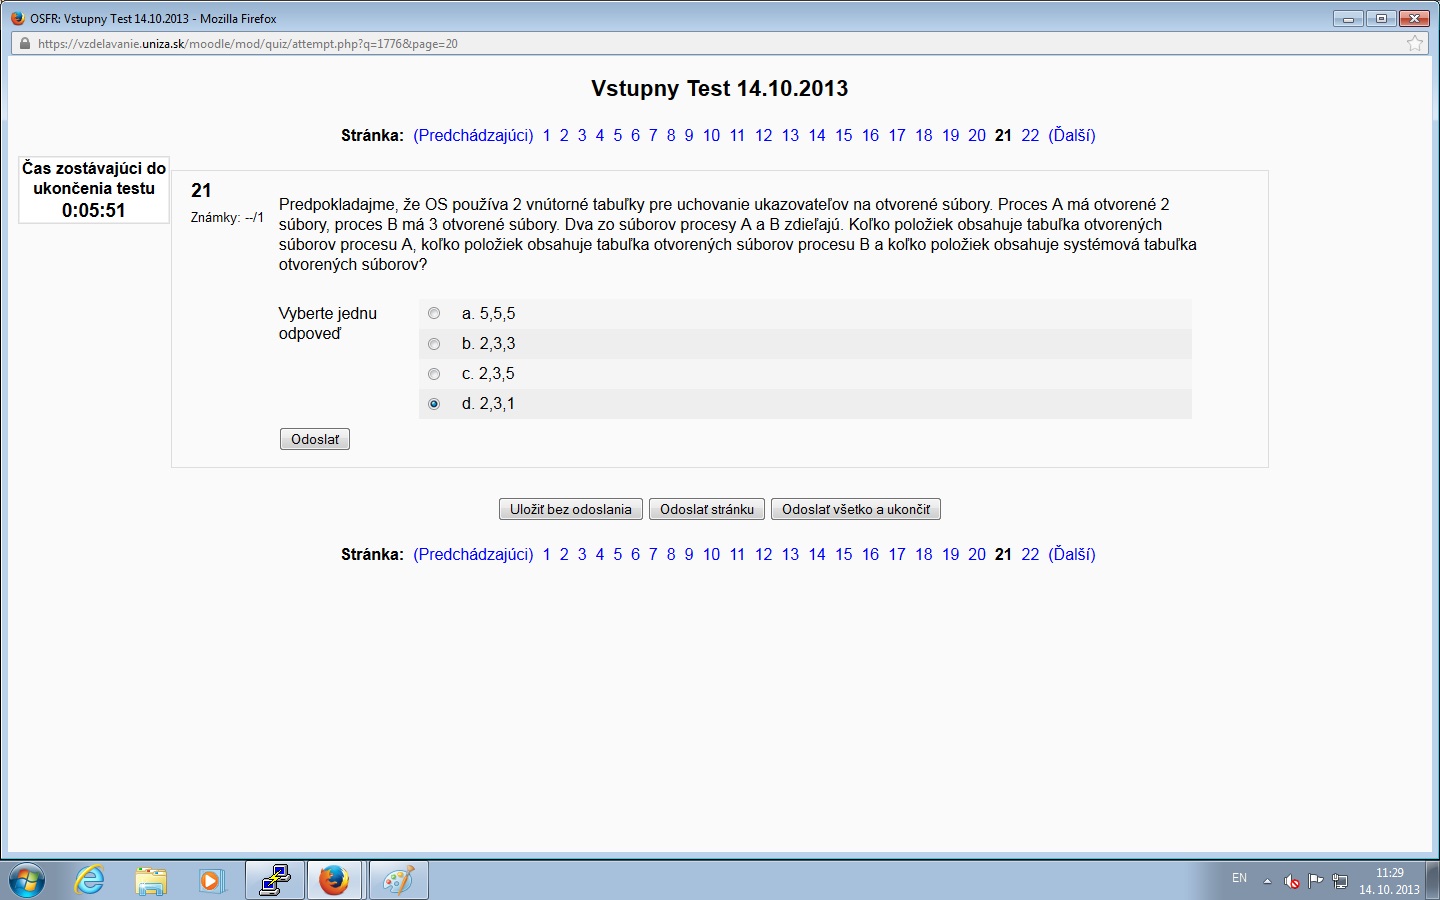 OSFR: Vstupny Test 14.10.2013 - Mozilla Firefox
https://vzdelavanie.uniza.sk/moodle/mod/quiz/attempt.php?q=1776&page=20
Vstupny Test 14.10.2013
Stránka: (Predchádzajúci) 1 2 3 4 5 6 7 8 9 10 11 12 13 14 15 16 17 18 19 20 21 22 (Ďalší)
Čas zostávajúci do
ukončenia testu
0:05:51
21
Známky: --/1
Predpokladajme, že OS používa 2 vnútorné tabuľky pre uchovanie ukazovateľov na otvorené súbory. Proces A má otvorené 2
súbory, proces B má 3 otvorené súbory. Dva zo súborov procesy A a B zdieľajú. Koľko položiek obsahuje tabuľka otvorených
súborov procesu A, koľko položiek obsahuje tabuľka otvorených súborov procesu B a koľko položiek obsahuje systémová tabuľka
otvorených súborov?
Vyberte jednu
odpoveď
a. 5,5,5
b. 2,3,3
c. 2,3,5
d. 2,3,1
Odoslať
Uložiť bez odoslania Odoslať stránku Odoslať všetko a ukončiť
Stránka: (Predchádzajúci) 1 2 3 4 5 6 7 8 9 10 11 12 13 14 15 16 17 18 19 20 21 22 (Ďalší)
EN
11:29
14. 10. 2013